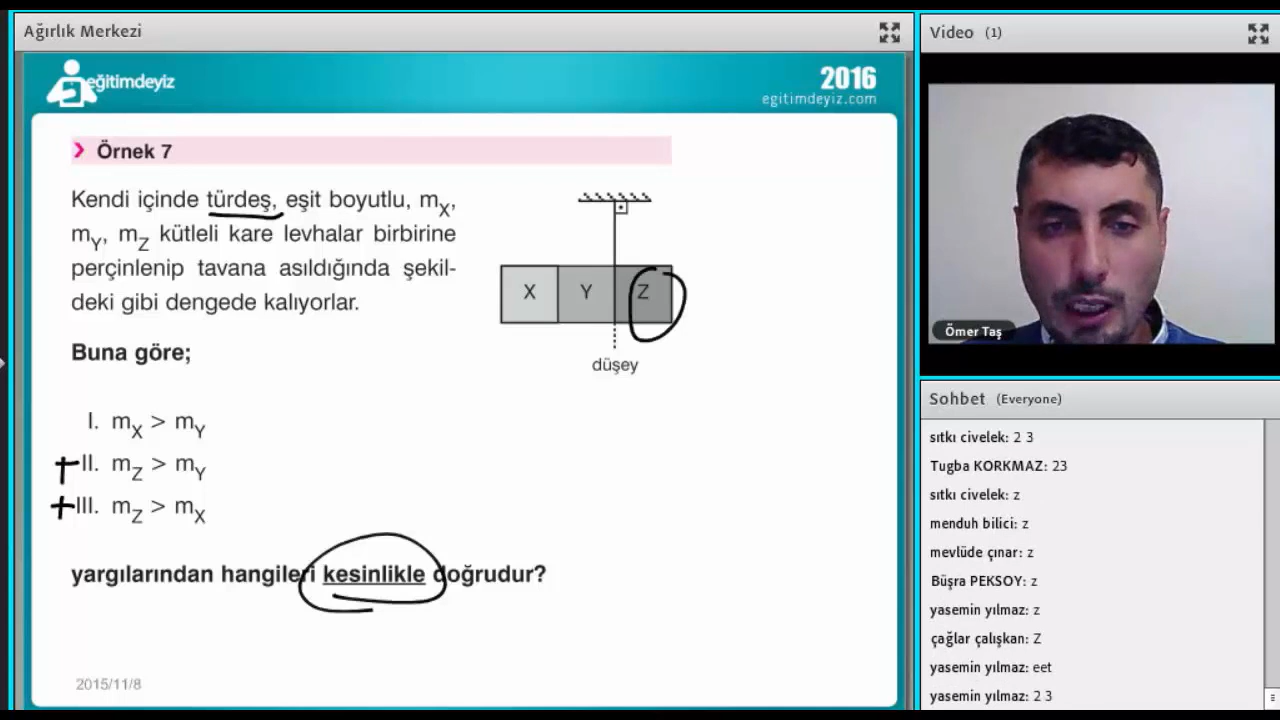 Ağırlık Merkezi
eğitimdeyiz
2016
egitimdeyiz.com
Örnek 7
Kendi içinde türdeş, eşit boyutlu, mX,
mY, mZ kütleli kare levhalar birbirine
perçinlenip tavana asıldığında şekil-
deki gibi dengede kalıyorlar.
X Y Z
düşey
Buna göre;
I. mX > mY
II. mZ > mY
III. mZ > mX
yargılarından hangileri kesinlikle doğrudur?
2015/11/8
Video (1)
Ömer Taş
Sohbet (Everyone)
sıtkı civelek: 2 3
Tugba KORKMAZ: 23
sıtkı civelek: z
menduh bilici: z
mevlüde çınar: z
Büşra PEKSOY: z
yasemin yılmaz: z
çağlar çalışkan: Z
yasemin yılmaz: eet
yasemin yılmaz: 2 3